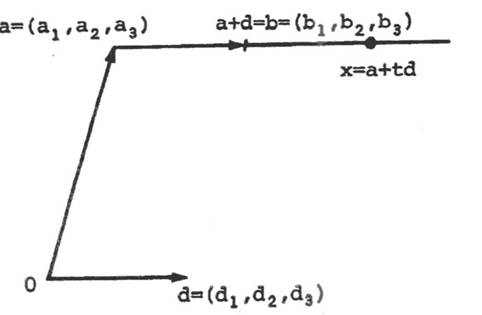 a=(a₁,a₂,a₃)
a+d=b=(b₁,b₂,b₃)
x=a+td
0
d=(d₁,d₂,d₃)